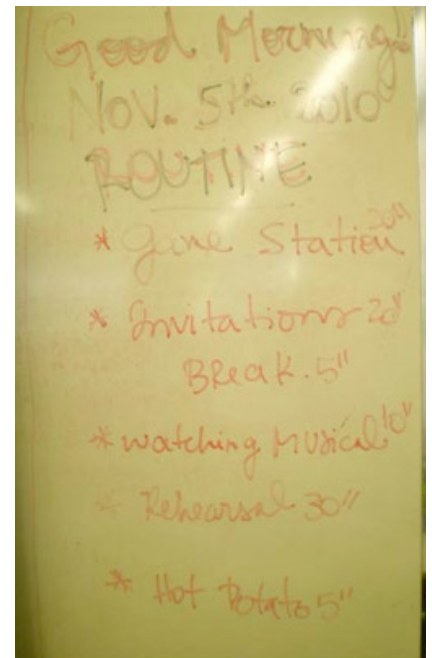 Good Morning!
NOV. 5th. 2010
ROUTINE
* Game Station 20"
* Invitations 20"
BReak. 5"
* watching Musical 10"
* Rehearsal 30"
* Hot Potato 5"